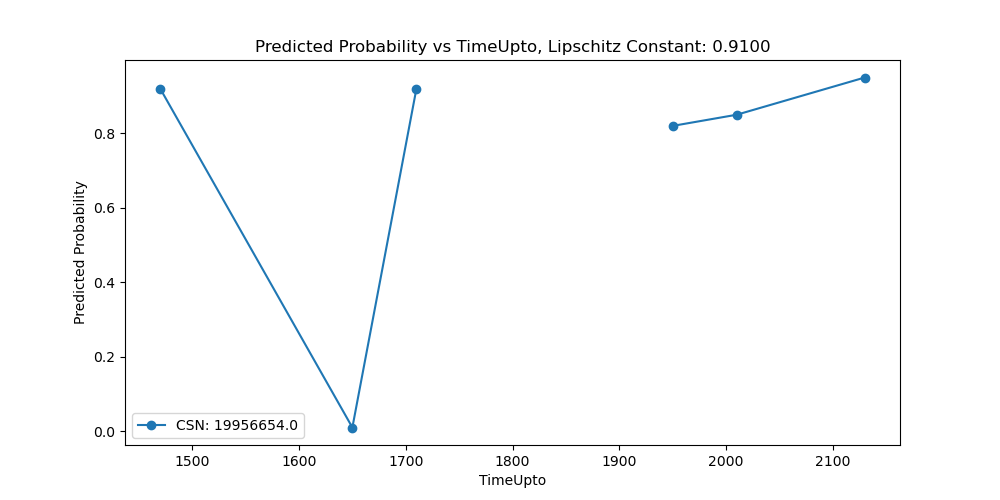 Predicted Probability vs TimeUpto, Lipschitz Constant: 0.9100
Predicted Probability
0.8
0.6
0.4
0.2
0.0
CSN: 19956654.0
1500 1600 1700 1800 1900 2000 2100
TimeUpto